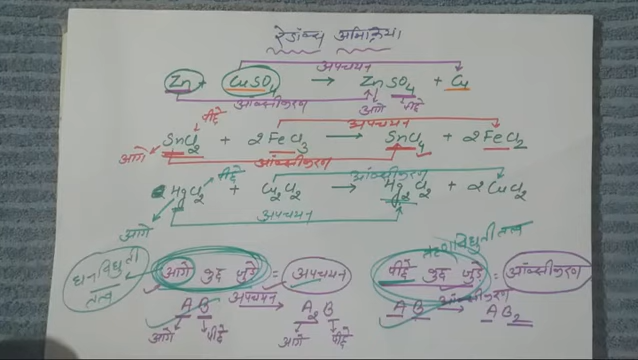 रेडॉक्स अभिक्रिया
अपचयन
Zn + CuSO4 → ZnSO4 + Cu
ऑक्सीकरण आगे पीछे
पीछे अपचयन
SnCl2 + 2FeCl3 → SnCl4 + 2FeCl2
आगे ऑक्सीकरण
पीछे ऑक्सीकरण
2HgCl2 + Cu2Cl2 → Hg2Cl2 + 2CuCl2
आगे अपचयन
धनविद्युती तत्व
आगे कुछ जुड़े = अपचयन
AB अपचयन → A2B
आगे पीछे आगे पीछे
ऋणविद्युती तत्व
पीछे कुछ जुड़े = ऑक्सीकरण
AB ऑक्सीकरण → AB2